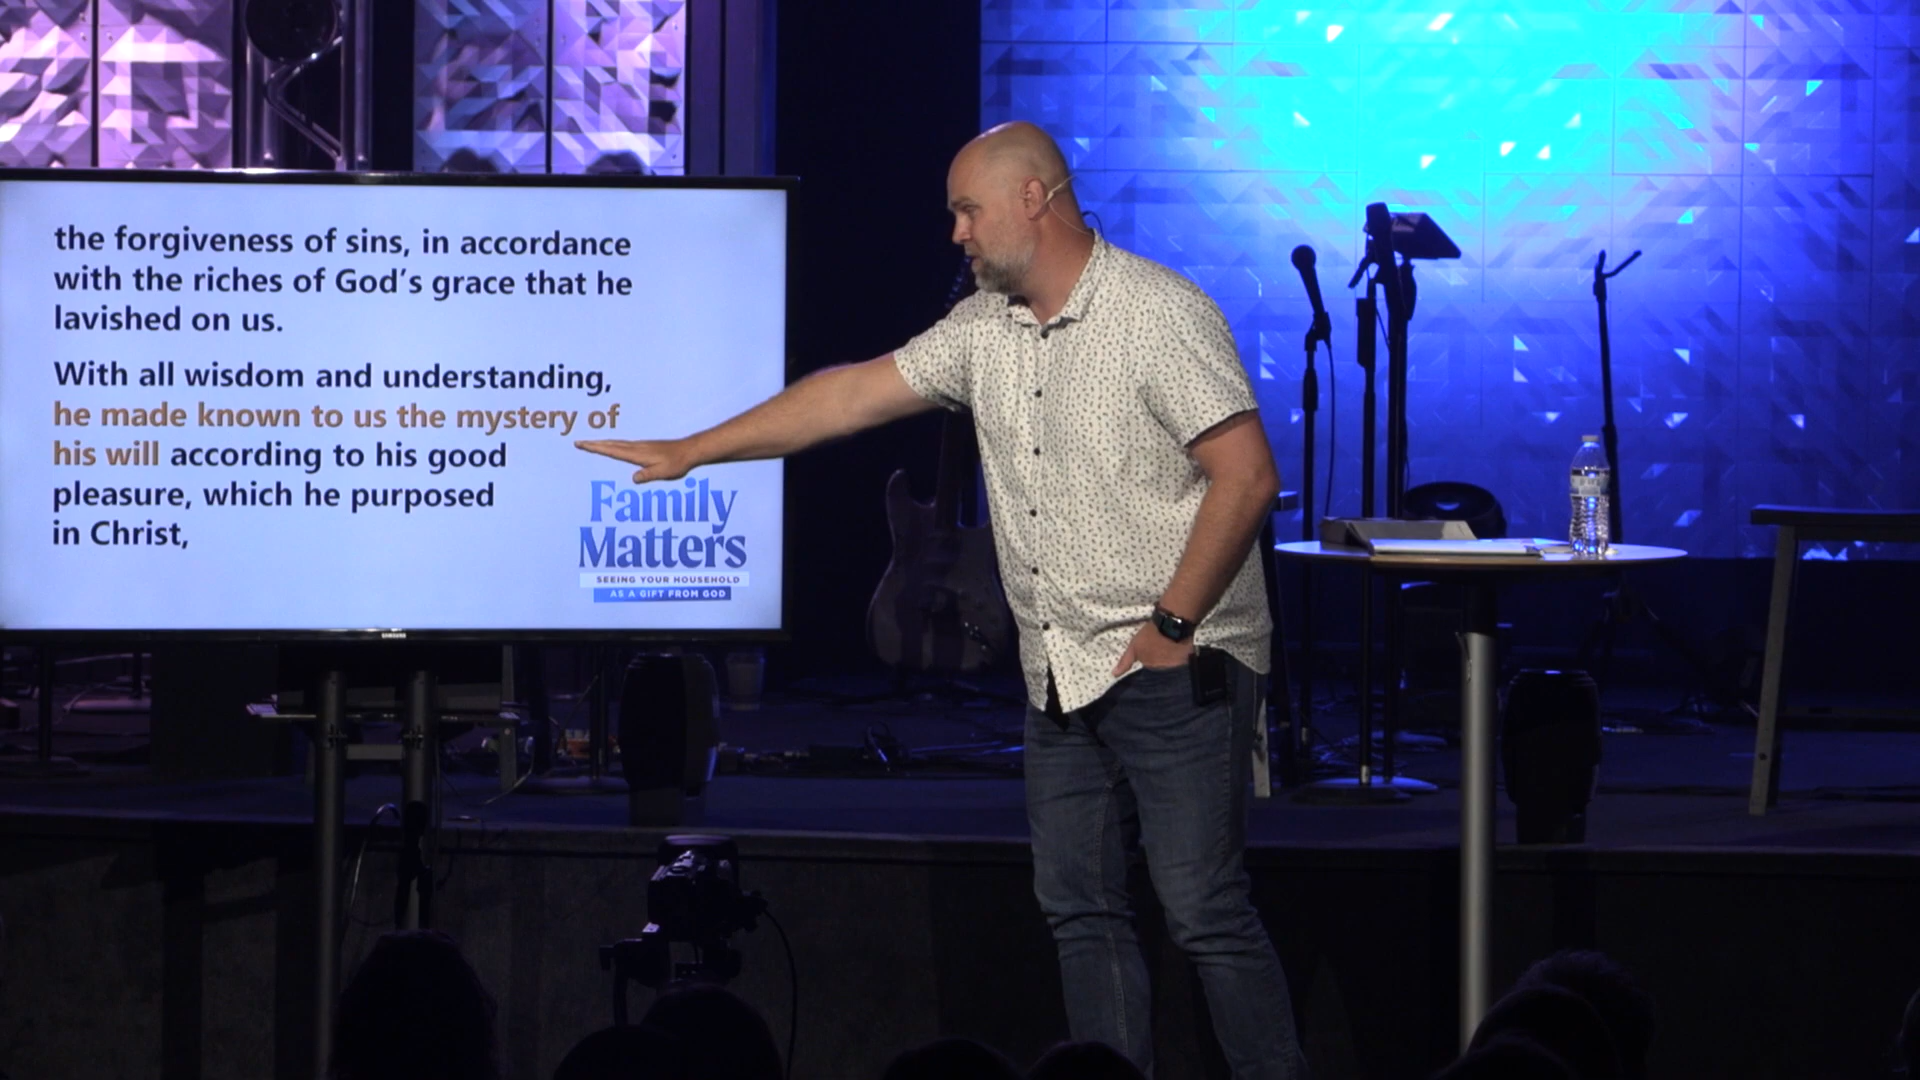 the forgiveness of sins, in accordance
with the riches of God's grace that he
lavished on us.
With all wisdom and understanding,
he made known to us the mystery of
his will according to his good
pleasure, which he purposed
in Christ,
Family
Matters
SEEING YOUR HOUSEHOLD
AS A GIFT FROM GOD
SAMSUNG